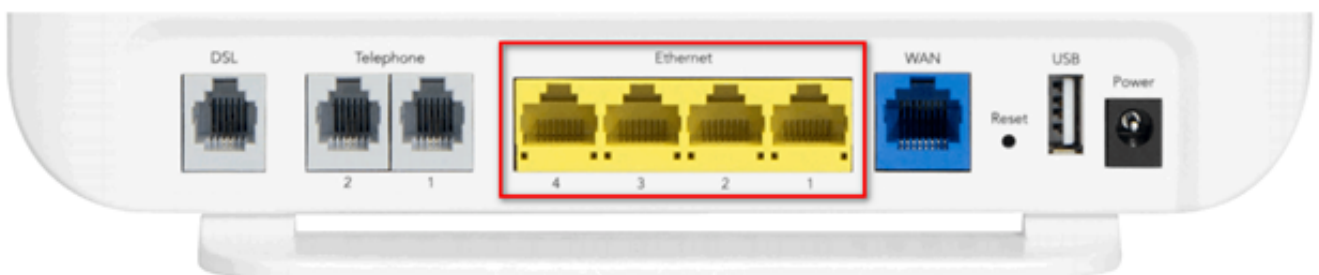 DSL
Telephone
Ethernet
WAN
USB
Power
Reset
2 1
4 3 2 1